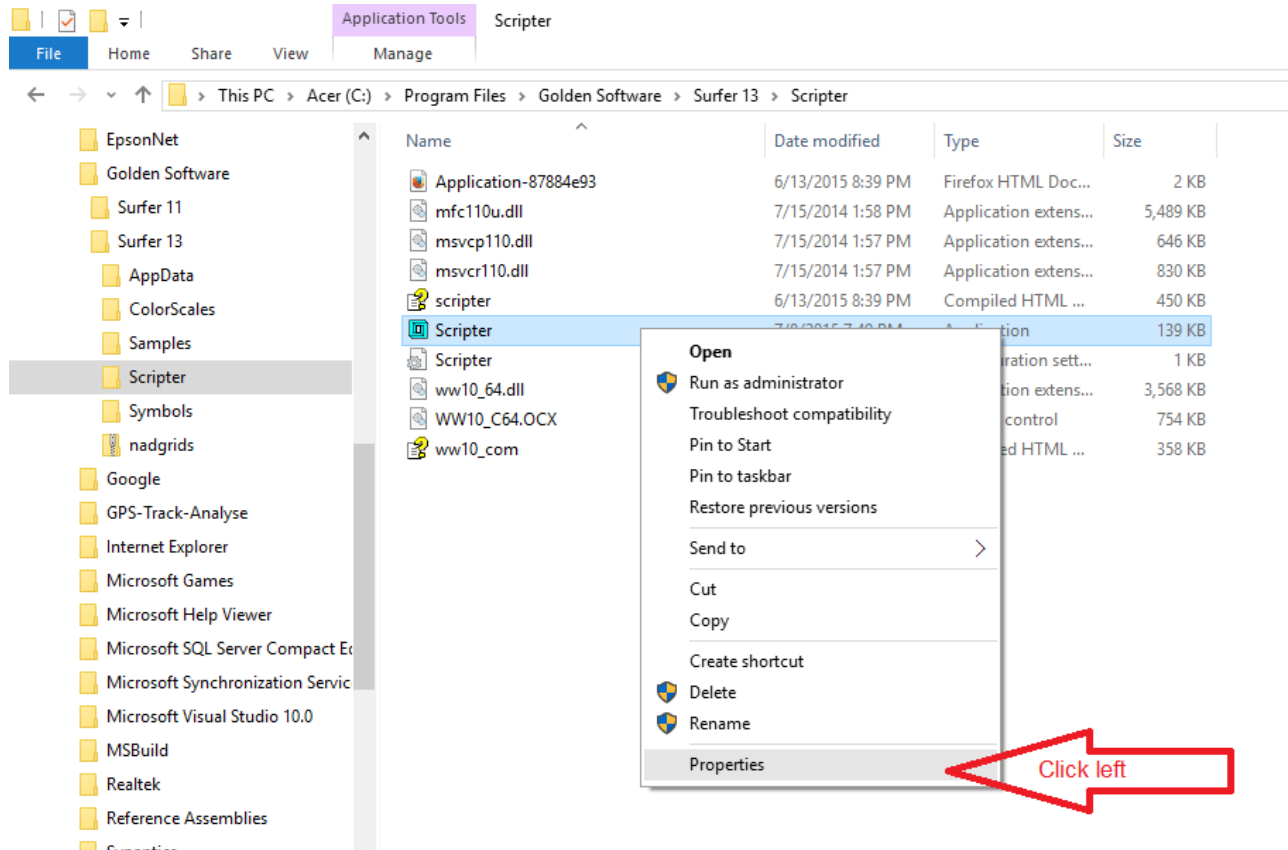 Application Tools Scripter
File Home Share View Manage
This PC > Acer (C:) > Program Files > Golden Software > Surfer 13 > Scripter
EpsonNet
Golden Software
Surfer 11
Surfer 13
AppData
ColorScales
Samples
Scripter
Symbols
nadgrids
Google
GPS-Track-Analyse
Internet Explorer
Microsoft Games
Microsoft Help Viewer
Microsoft SQL Server Compact
Microsoft Synchronization Servic
Microsoft Visual Studio 10.0
MSBuild
Realtek
Reference Assemblies
Name Date modified Type Size
Application-87884e93 6/13/2015 8:39 PM Firefox HTML Doc... 2 KB
mfc110u.dll 7/15/2014 1:58 PM Application extens... 5,489 KB
msvcp110.dll 7/15/2014 1:57 PM Application extens... 646 KB
msvcr110.dll 7/15/2014 1:57 PM Application extens... 830 KB
scripter 6/13/2015 8:39 PM Compiled HTML ... 450 KB
Scripter 139 KB
Scripter uration sett... 1 KB
ww10_64.dll tion extens... 3,568 KB
WW10_C64.OCX control 754 KB
ww10_com ed HTML ... 358 KB
Open
Run as administrator
Troubleshoot compatibility
Pin to Start
Pin to taskbar
Restore previous versions
Send to
Cut
Copy
Create shortcut
Delete
Rename
Properties
Click left